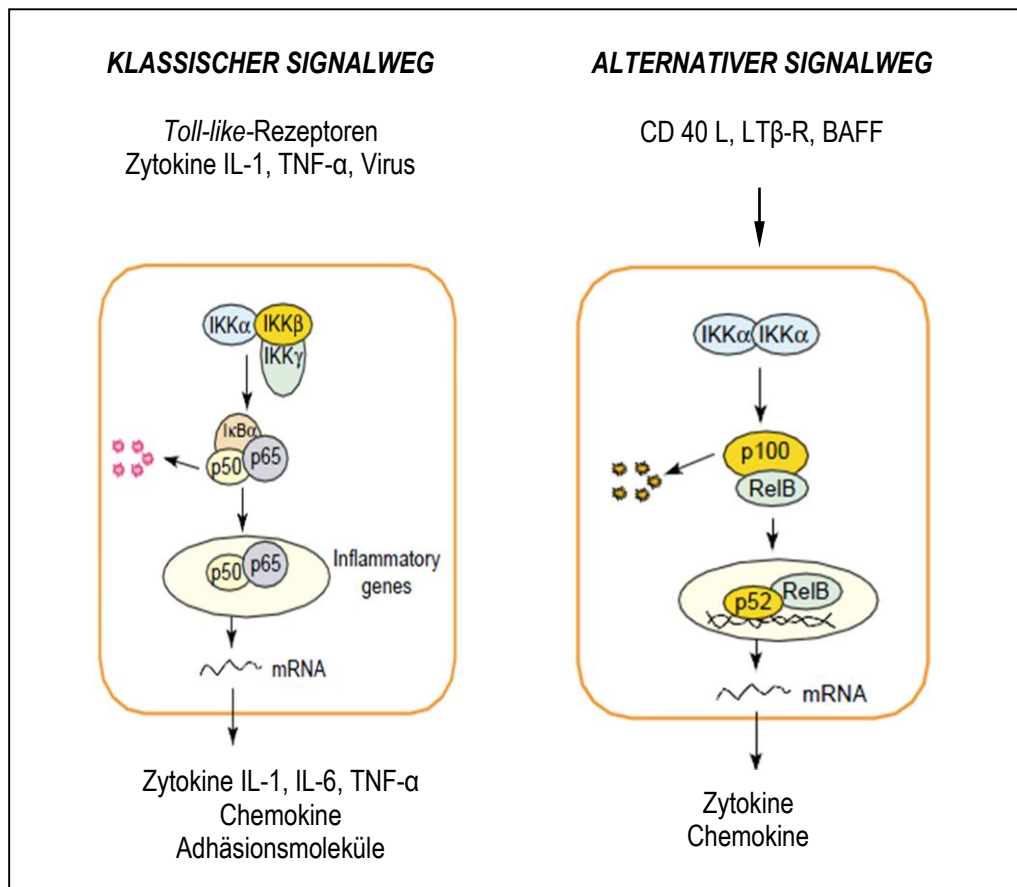 KLASSISCHER SIGNALWEG
Toll-like-Rezeptoren
Zytokine IL-1, TNF-α, Virus
IKKα
IKKβ
IKKγ
IκBα
p50
p65
p50
p65
Inflammatory
genes
mRNA
Zytokine IL-1, IL-6, TNF-α
Chemokine
Adhäsionsmoleküle
ALTERNATIVER SIGNALWEG
CD 40 L, LTβ-R, BAFF
IKKα
IKKα
p100
RelB
p52
RelB
mRNA
Zytokine
Chemokine